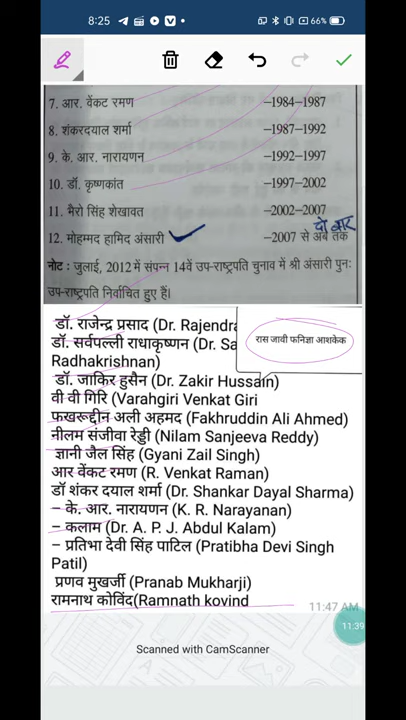 8:25
66%
7. आर. वेंकट रमण –1984–1987
8. शंकरदयाल शर्मा –1987–1992
9. के. आर. नारायणन –1992–1997
10. डॉ. कृष्णकांत –1997–2002
11. भैरो सिंह शेखावत –2002–2007
दो बार
12. मोहम्मद हामिद अंसारी –2007 से अब तक
नोट : जुलाई, 2012 में संपन्न 14वें उप-राष्ट्रपति चुनाव में श्री अंसारी पुनः
उप-राष्ट्रपति निर्वाचित हुए हैं।
डॉ. राजेन्द्र प्रसाद (Dr. Rajendra
डॉ. सर्वपल्ली राधाकृष्णन (Dr. Sa
रास जावी फनिज्ञा आशकेक
Radhakrishnan)
डॉ. जाकिर हुसैन (Dr. Zakir Hussain)
वी वी गिरि (Varahgiri Venkat Giri
फखरूद्दीन अली अहमद (Fakhruddin Ali Ahmed)
नीलम संजीवा रेड्डी (Nilam Sanjeeva Reddy)
ज्ञानी जैल सिंह (Gyani Zail Singh)
आर वेंकट रमण (R. Venkat Raman)
डॉ शंकर दयाल शर्मा (Dr. Shankar Dayal Sharma)
– के. आर. नारायणन (K. R. Narayanan)
– कलाम (Dr. A. P. J. Abdul Kalam)
– प्रतिभा देवी सिंह पाटिल (Pratibha Devi Singh
Patil)
प्रणव मुखर्जी (Pranab Mukharji)
रामनाथ कोविंद(Ramnath kovind
11:47 AM
11:39
Scanned with CamScanner